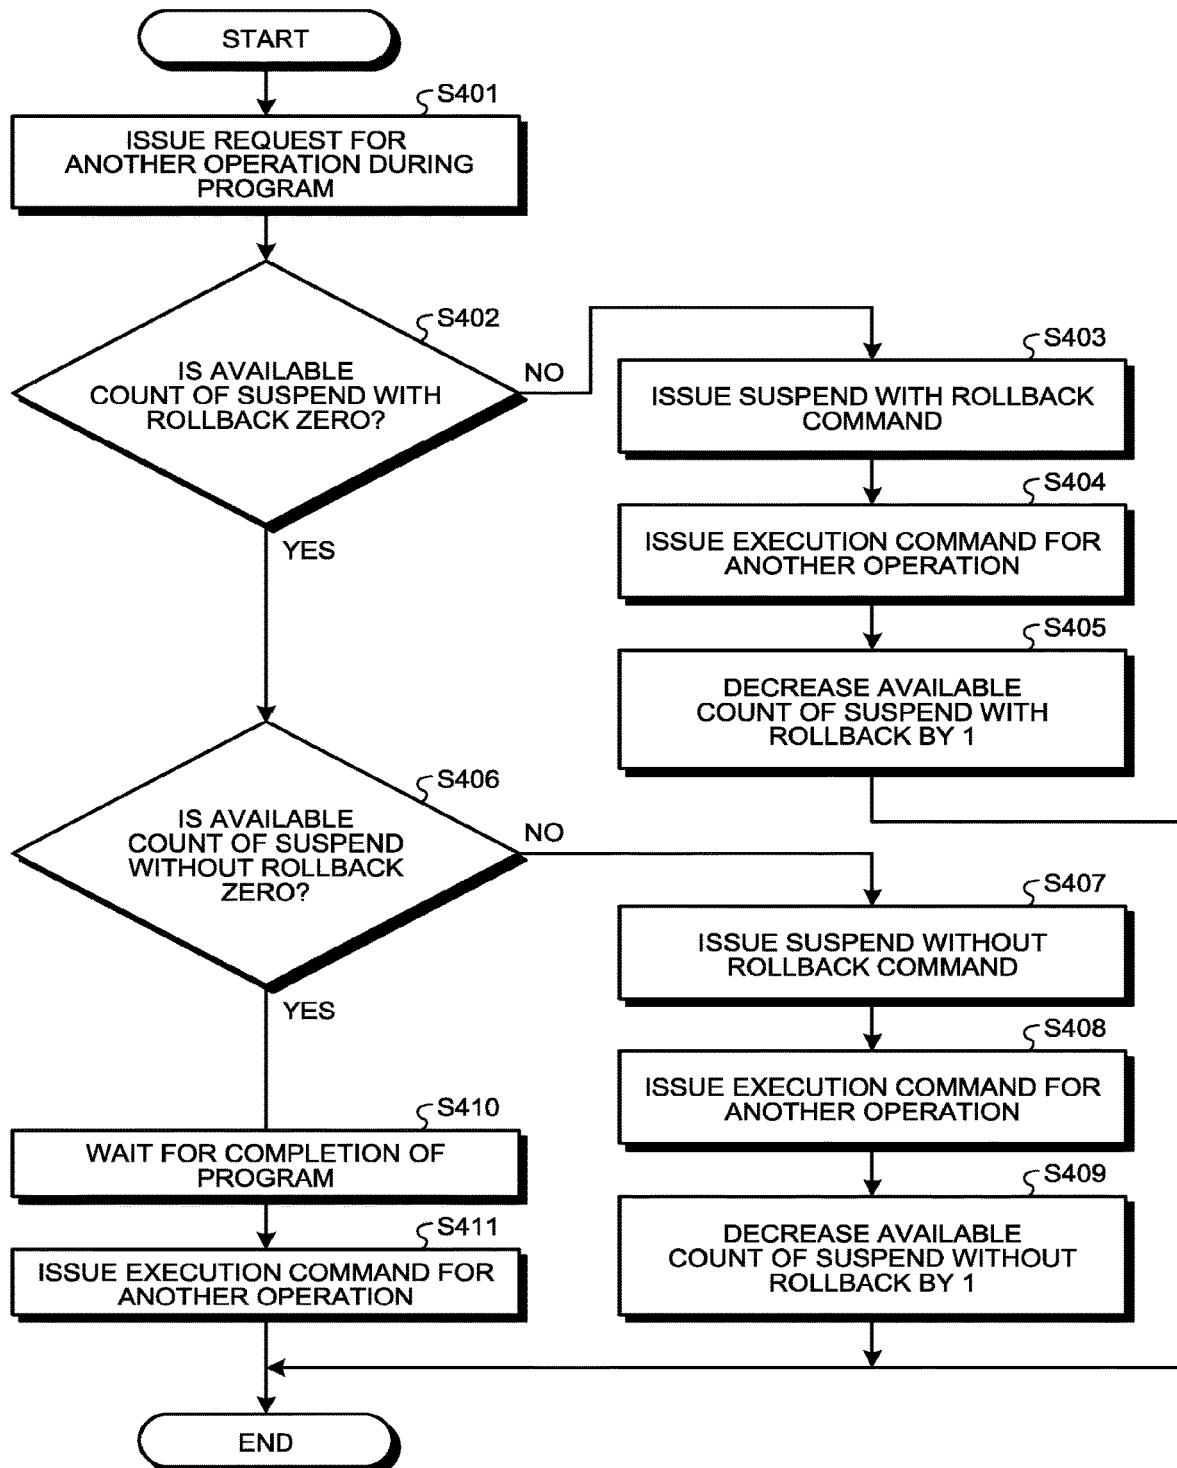 START
S401
ISSUE REQUEST FOR
ANOTHER OPERATION DURING
PROGRAM
S402
IS AVAILABLE
COUNT OF SUSPEND WITH
ROLLBACK ZERO?
NO
YES
S403
ISSUE SUSPEND WITH ROLLBACK
COMMAND
S404
ISSUE EXECUTION COMMAND FOR
ANOTHER OPERATION
S405
DECREASE AVAILABLE
COUNT OF SUSPEND WITH
ROLLBACK BY 1
S406
IS AVAILABLE
COUNT OF SUSPEND
WITHOUT ROLLBACK
ZERO?
NO
YES
S407
ISSUE SUSPEND WITHOUT
ROLLBACK COMMAND
S408
ISSUE EXECUTION COMMAND FOR
ANOTHER OPERATION
S409
DECREASE AVAILABLE
COUNT OF SUSPEND WITHOUT
ROLLBACK BY 1
S410
WAIT FOR COMPLETION OF
PROGRAM
S411
ISSUE EXECUTION COMMAND FOR
ANOTHER OPERATION
END